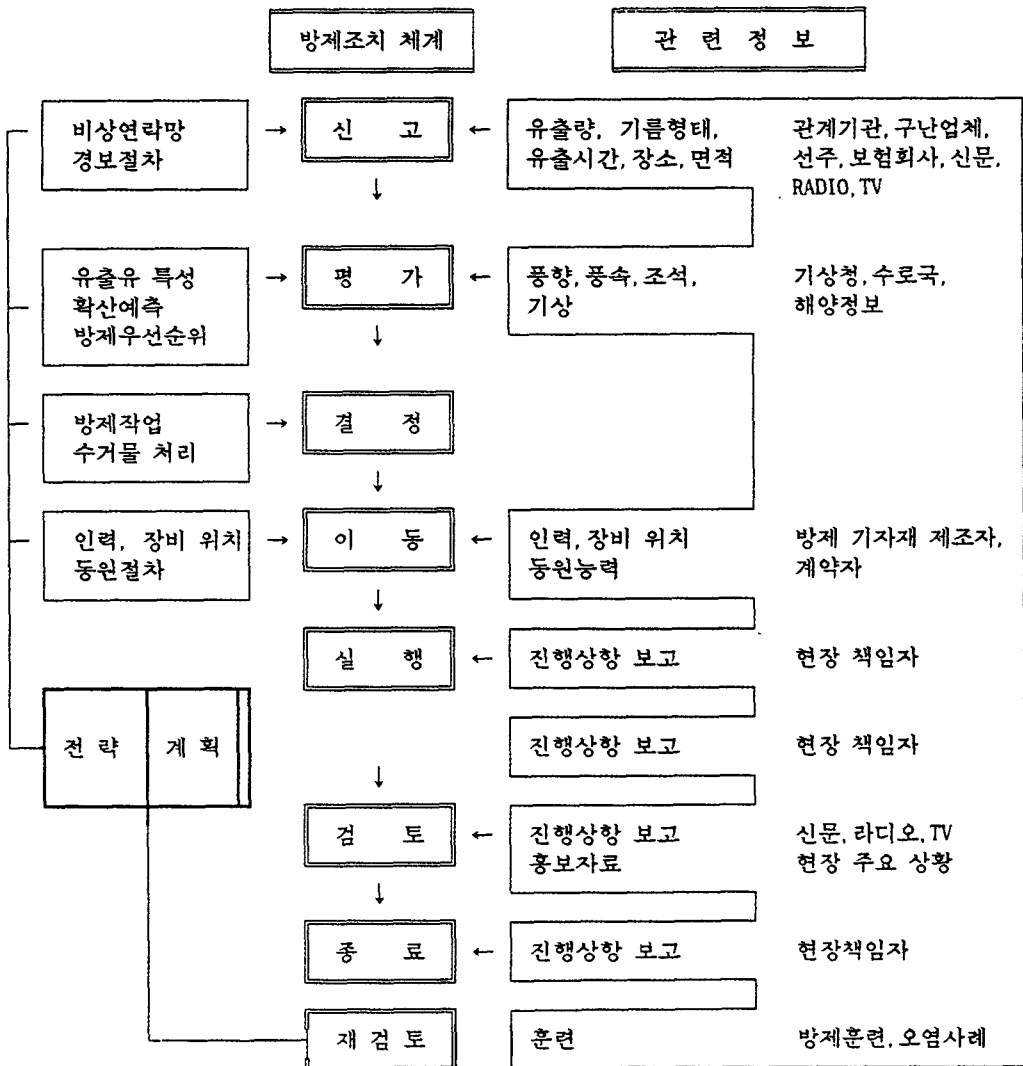 방제조치 체계
관 련 정 보
비상연락망
경보절차
→
신 고
←
유출량, 기름형태,
유출시간, 장소, 면적
관계기관, 구난업체,
선주, 보험회사, 신문,
RADIO, TV
↓
유출유 특성
확산예측
방제우선순위
→
평 가
←
풍향, 풍속, 조석,
기상
기상청, 수로국,
해양정보
↓
방제작업
수거물 처리
→
결 정
↓
인력, 장비 위치
동원절차
→
이 동
←
인력, 장비 위치
동원능력
방제 기자재 제조자,
계약자
↓
실 행
←
진행상항 보고
현장 책임자
전 략
계 획
진행상항 보고
현장 책임자
↓
검 토
←
진행상항 보고
홍보자료
신문, 라디오, TV
현장 주요 상황
↓
종 료
←
진행상항 보고
현장책임자
재 검 토
훈련
방제훈련, 오염사례